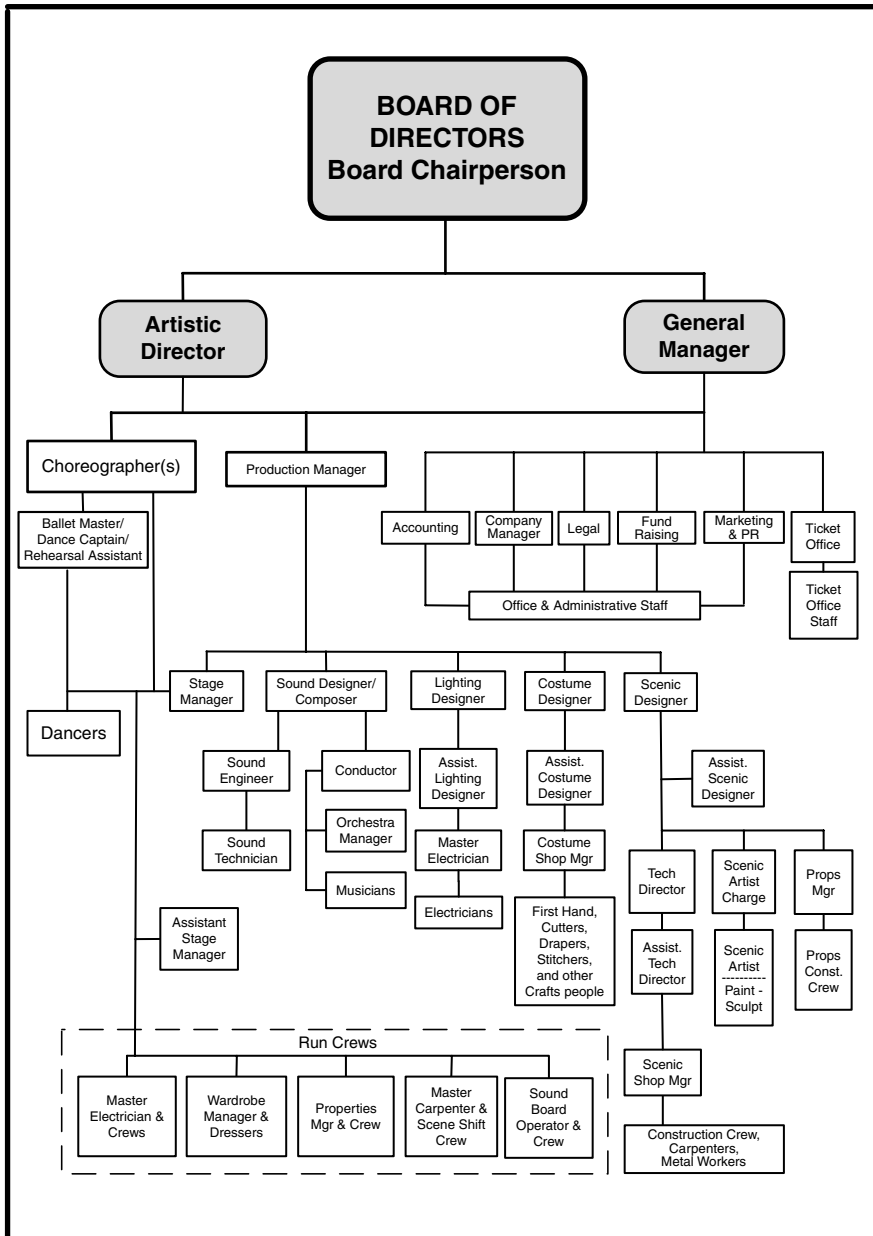 BOARD OF
DIRECTORS
Board Chairperson
Artistic
Director
General
Manager
Choreographer(s)
Production Manager
Ballet Master/
Dance Captain/
Rehearsal Assistant
Accounting
Company
Manager
Legal
Fund
Raising
Marketing
& PR
Ticket
Office
Office & Administrative Staff
Ticket
Office
Staff
Stage
Manager
Sound Designer/
Composer
Lighting
Designer
Costume
Designer
Scenic
Designer
Dancers
Sound
Engineer
Conductor
Assist.
Lighting
Designer
Assist.
Costume
Designer
Assist.
Scenic
Designer
Sound
Technician
Orchestra
Manager
Musicians
Master
Electrician
Electricians
Costume
Shop Mgr
First Hand,
Cutters,
Drapers,
Stitchers,
and other
Crafts people
Tech
Director
Scenic
Artist
Charge
Props
Mgr
Assist.
Tech
Director
Scenic
Artist
----------
Paint -
Sculpt
Props
Const.
Crew
Assistant
Stage
Manager
Scenic
Shop Mgr
Construction Crew,
Carpenters,
Metal Workers
Run Crews
Master
Electrician &
Crews
Wardrobe
Manager &
Dressers
Properties
Mgr & Crew
Master
Carpenter &
Scene Shift
Crew
Sound
Board
Operator &
Crew